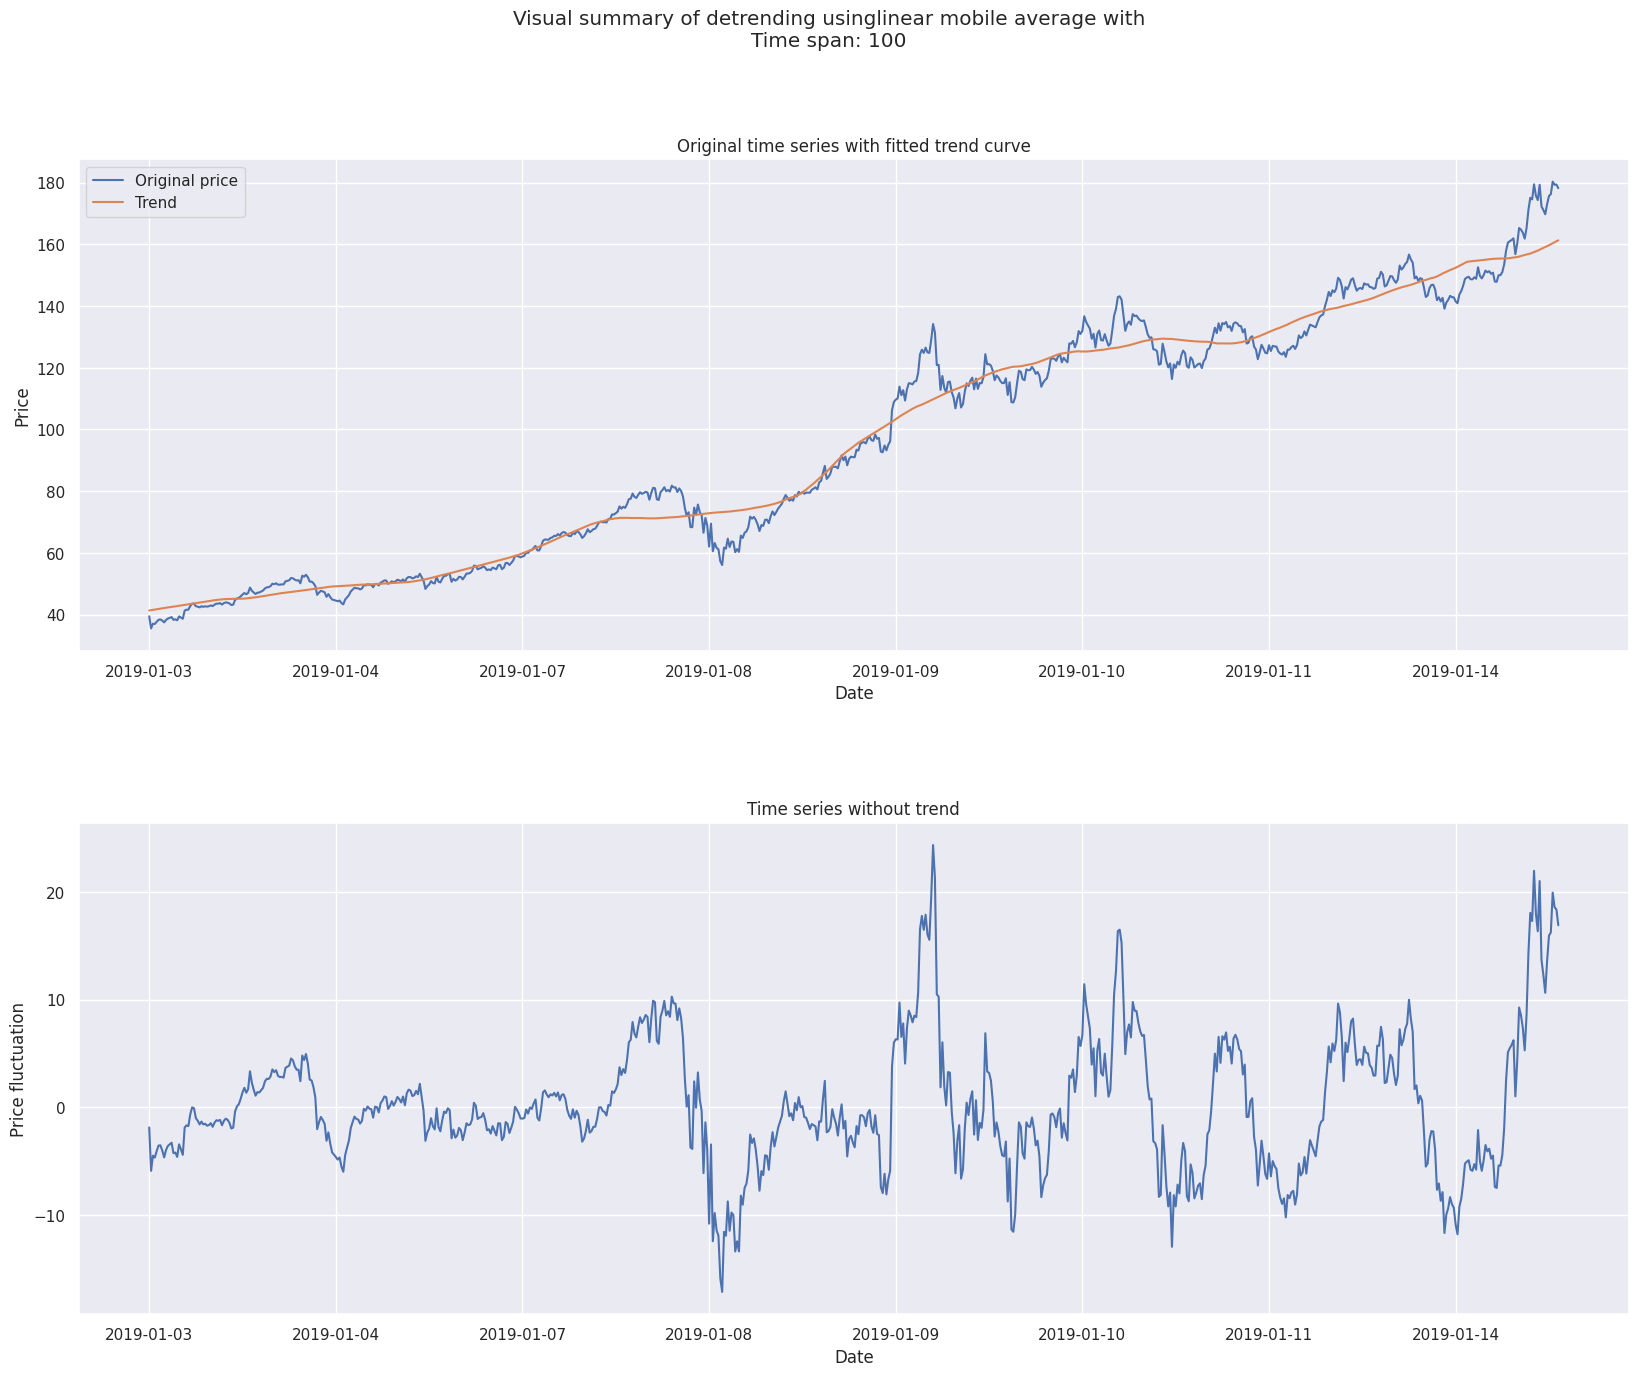 Visual summary of detrending usinglinear mobile average with
Time span: 100
Original time series with fitted trend curve
Original price
Trend
180
160
140
120
100
80
60
40
Price
2019-01-03 2019-01-04 2019-01-07 2019-01-08 2019-01-09 2019-01-10 2019-01-11 2019-01-14
Date
Time series without trend
20
10
0
−10
Price fluctuation
2019-01-03 2019-01-04 2019-01-07 2019-01-08 2019-01-09 2019-01-10 2019-01-11 2019-01-14
Date